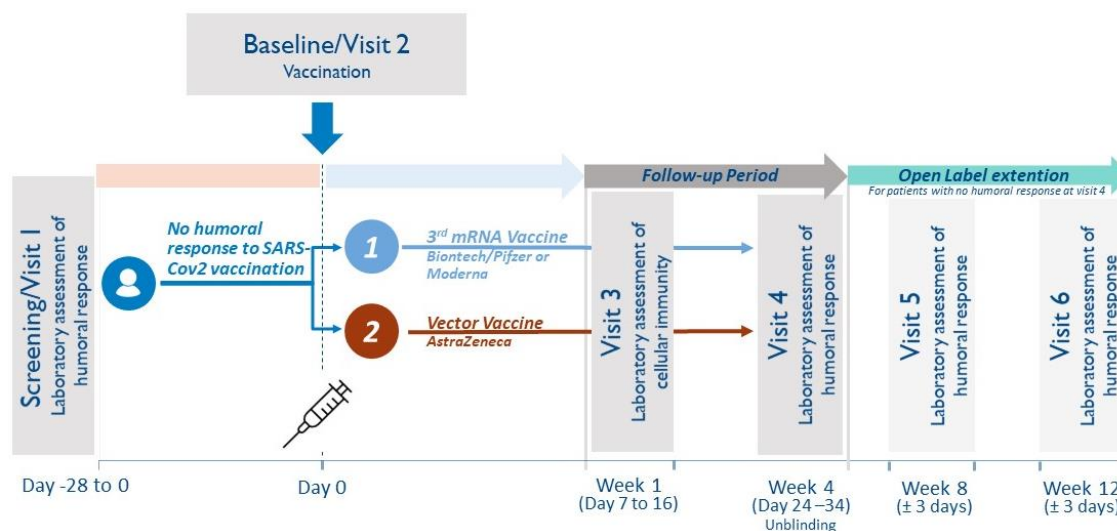 Baseline/Visit 2
Vaccination
Follow-up Period
Open Label extention
For patients with no humoral response at visit 4
Screening/Visit 1
Laboratory assessment of
humoral response
No humoral
response to SARS-
Cov2 vaccination
1
3rd mRNA Vaccine
Biontech/Pifzer or
Moderna
2
Vector Vaccine
AstraZeneca
Visit 3
Laboratory assessment of
cellular immunity
Visit 4
Laboratory assessment of
humoral response
Visit 5
Laboratory assessment of
humoral response
Visit 6
Laboratory assessment of
humoral response
Day -28 to 0
Day 0
Week 1
(Day 7 to 16)
Week 4
(Day 24 –34)
Unblinding
Week 8
(± 3 days)
Week 12
(± 3 days)